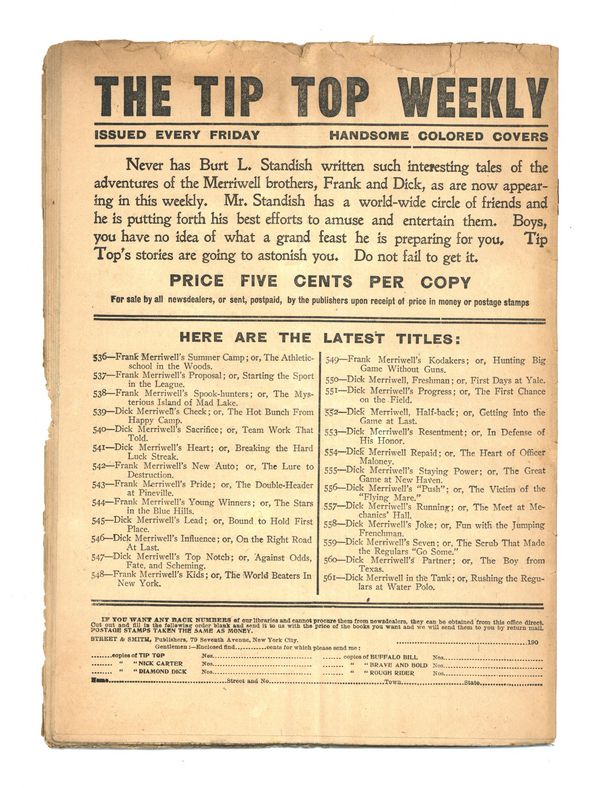 THE TIP TOP WEEKLY
ISSUED EVERY FRIDAY HANDSOME COLORED COVERS
Never has Burt L. Standish written such interesting tales of the
adventures of the Merriwell brothers, Frank and Dick, as are now appear-
ing in this weekly. Mr. Standish has a world-wide circle of friends and
he is putting forth his best efforts to amuse and entertain them. Boys,
you have no idea of what a grand feast he is preparing for you. Tip
Top's stories are going to astonish you. Do not fail to get it.
PRICE FIVE CENTS PER COPY
For sale by all newsdealers, or sent, postpaid, by the publishers upon receipt of price in money or postage stamps
HERE ARE THE LATEST TITLES:
536—Frank Merriwell's Summer Camp; or, The Athletic-
school in the Woods.
537—Frank Merriwell's Proposal; or, Starting the Sport
in the League.
538—Frank Merriwell's Spook-hunters; or, The Mys-
terious Island of Mad Lake.
539—Dick Merriwell's Check; or, The Hot Bunch From
Happy Camp.
540—Dick Merriwell's Sacrifice; or, Team Work That
Told.
541—Dick Merriwell's Heart; or, Breaking the Hard
Luck Streak.
542—Frank Merriwell's New Auto; or, The Lure to
Destruction.
543—Frank Merriwell's Pride; or, The Double-Header
at Pineville.
544—Frank Merriwell's Young Winners; or, The Stars
in the Blue Hills.
545—Dick Merriwell's Lead; or, Bound to Hold First
Place.
546—Dick Merriwell's Influence; or, On the Right Road
At Last.
547—Dick Merriwell's Top Notch; or, Against Odds,
Fate, and Scheming.
548—Frank Merriwell's Kids; or, The World Beaters In
New York.
549—Frank Merriwell's Kodakers; or, Hunting Big
Game Without Guns.
550—Dick Merriwell, Freshman; or, First Days at Yale.
551—Dick Merriwell's Progress; or, The First Chance
on the Field.
552—Dick Merriwell, Half-back; or, Getting Into the
Game at Last.
553—Dick Merriwell's Resentment; or, In Defense of
His Honor.
554—Dick Merriwell Repaid; or, The Heart of Officer
Maloney.
555—Dick Merriwell's Staying Power; or, The Great
Game at New Haven.
556—Dick Merriwell's "Push"; or, The Victim of the
"Flying Mare."
557—Dick Merriwell's Running; or, The Meet at Me-
chanics' Hall.
558—Dick Merriwell's Joke; or, Fun with the Jumping
Frenchman.
559—Dick Merriwell's Seven; or, The Scrub That Made
the Regulars "Go Some."
560—Dick Merriwell's Partner; or, The Boy from
Texas.
561—Dick Merriwell in the Tank; or, Rushing the Regu-
lars at Water Polo.
IF YOU WANT ANY BACK NUMBERS of our libraries and cannot procure them from newsdealers, they can be obtained from this office direct.
Cut out and fill in the following order blank and send it to us with the price of the books you want and we will send them to you by return mail.
POSTAGE STAMPS TAKEN THE SAME AS MONEY.
STREET & SMITH, Publishers, 79 Seventh Avenue, New York City. 190
Gentlemen:—Enclosed find...........cents for which please send me:
......copies of TIP TOP Nos. ...... copies of BUFFALO BILL Nos.
...... " " NICK CARTER Nos. ...... " " BRAVE AND BOLD Nos.
...... " " DIAMOND DICK Nos. ...... " " ROUGH RIDER Nos.
Name..........Street and No..........Town..........State..........